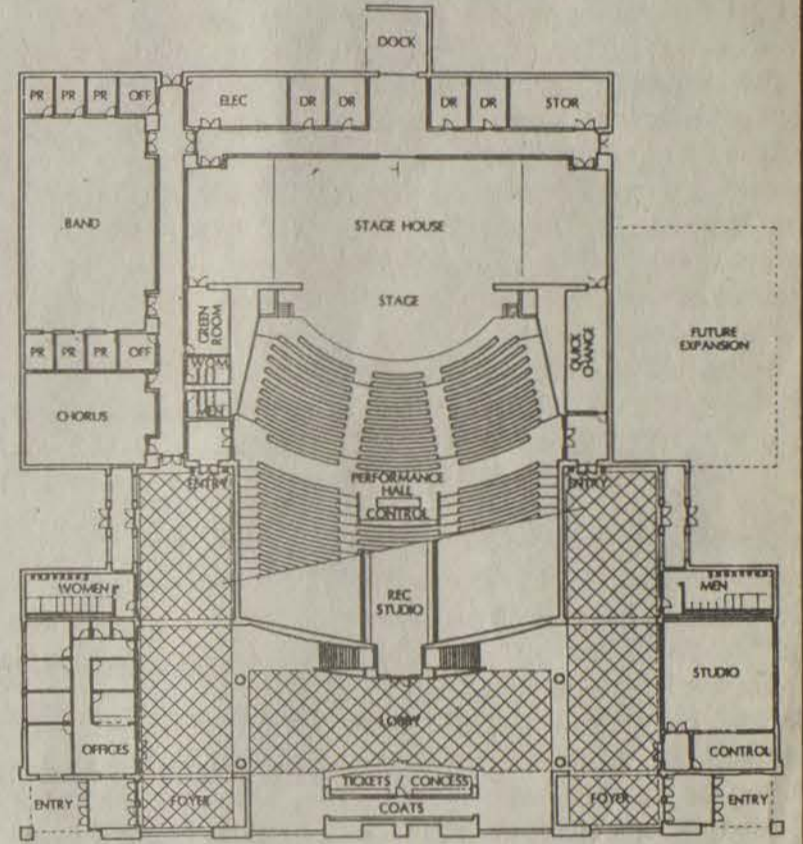 DOCK
PR PR PR OFF ELEC DR DR DR DR STOR
BAND
STAGE HOUSE
STAGE
GREEN
ROOM
QUICK
CHANGE
FUTURE
EXPANSION
PR PR PR OFF
WOM
MEN
CHORUS
PERFORMANCE
HALL
CONTROL
ENTRY
ENTRY
WOMEN
REC
STUDIO
MEN
STUDIO
LOBBY
OFFICES
CONTROL
TICKETS / CONCESS
COATS
ENTRY
FOYER
FOYER
ENTRY